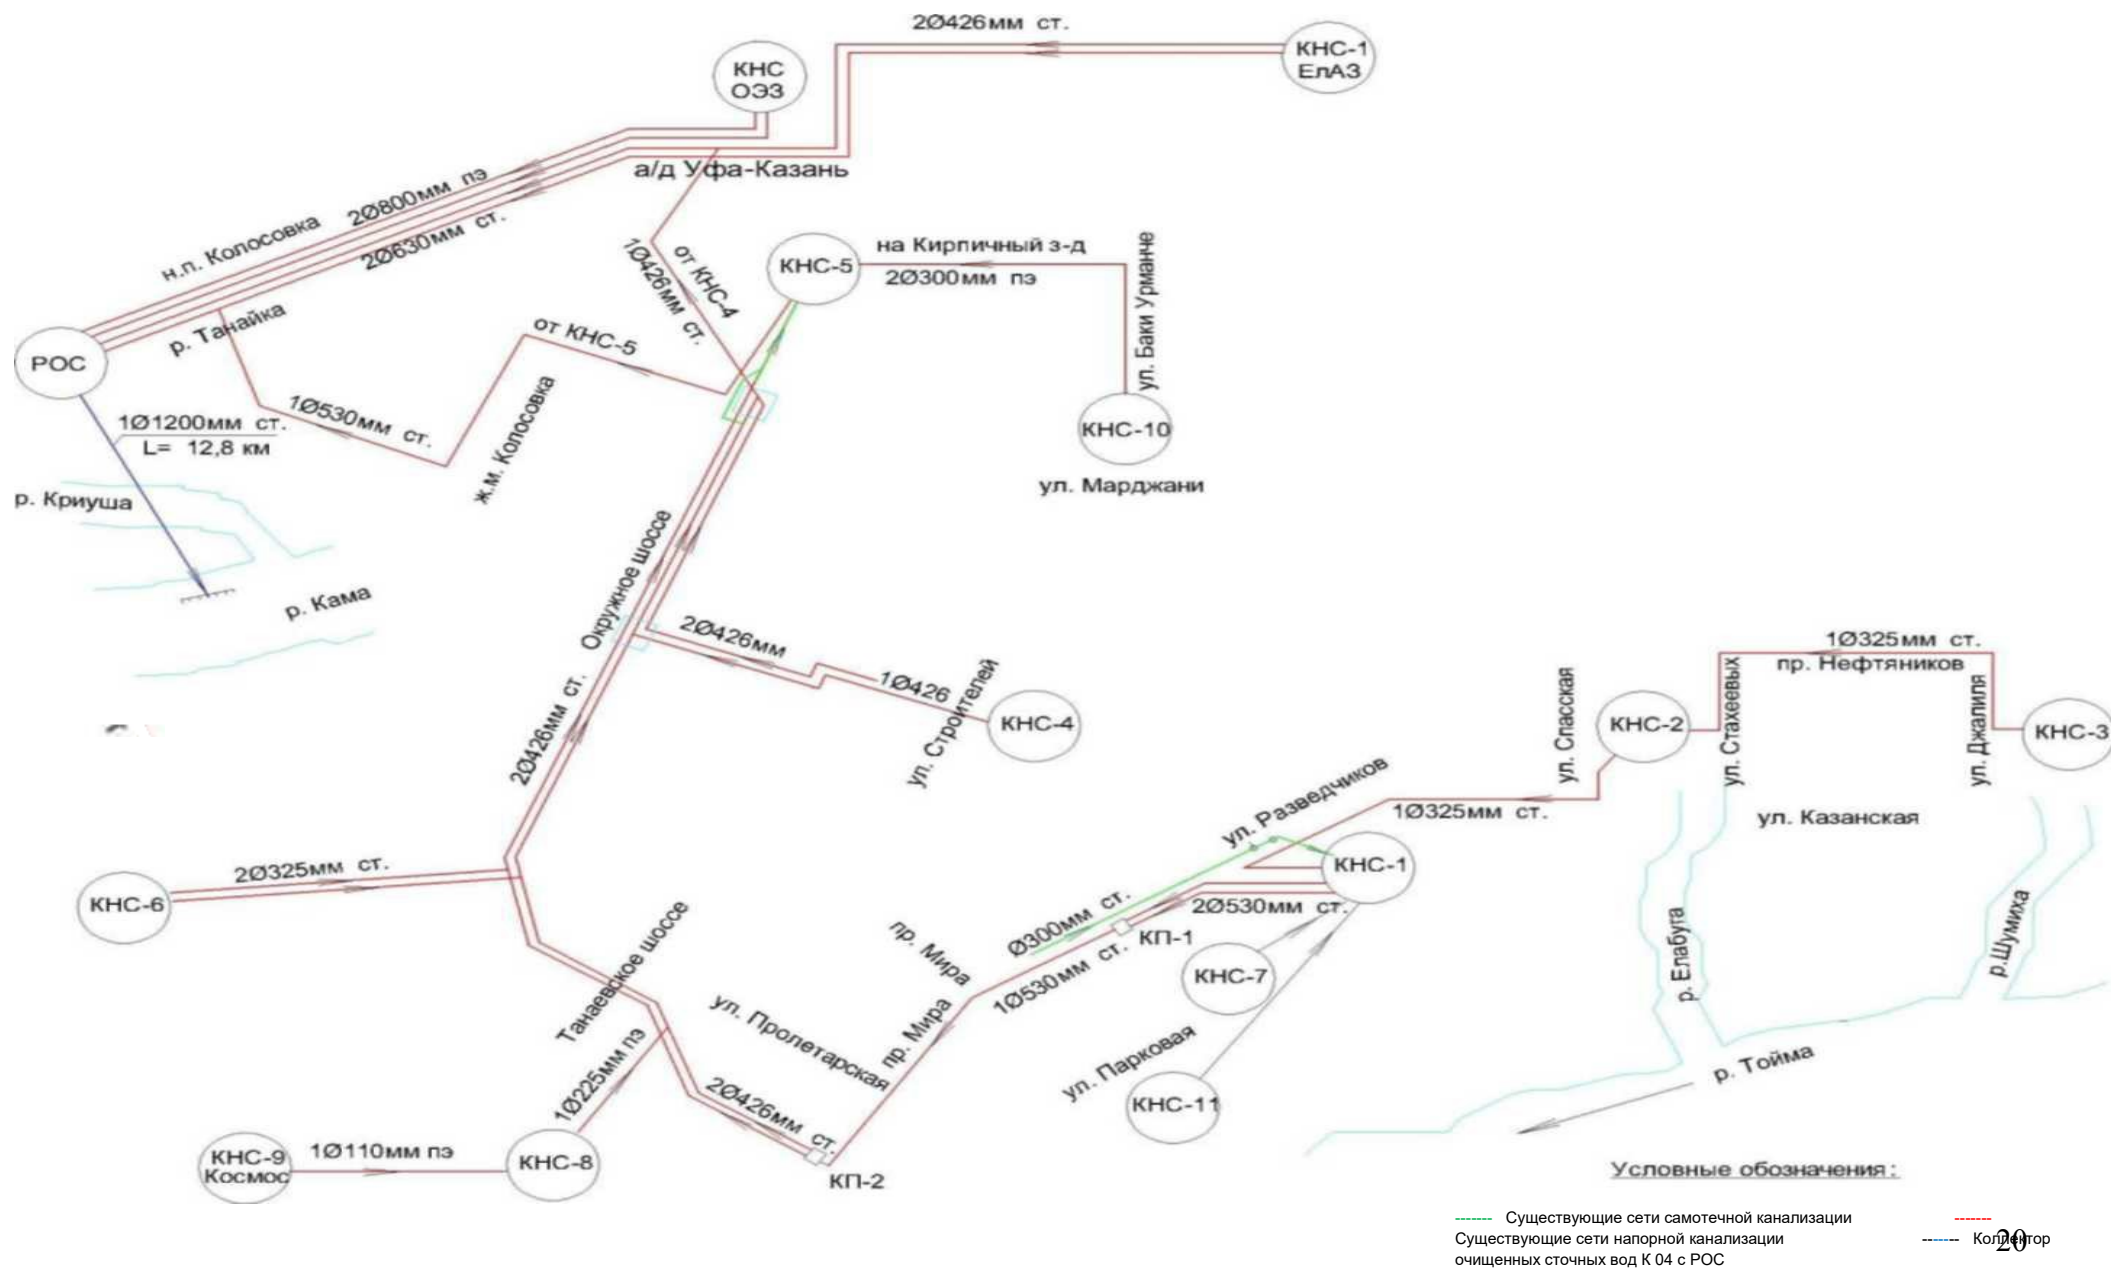 2Ø426мм ст.
КНС-1
ЕлАЗ
КНС
ОЭЗ
а/д Уфа-Казань
н.п. Колосовка
2Ø800мм пэ
2Ø630мм ст.
р. Танайка
РОС
1Ø1200мм ст.
L= 12,8 км
р. Криуша
р. Кама
1Ø530мм ст.
от КНС-5
ж.м. Колосовка
от КНС-4
1Ø426мм ст.
КНС-5
на Кирпичный з-д
2Ø300мм пэ
ул. Баки Урманче
КНС-10
ул. Марджани
Окружное шоссе
2Ø426мм ст.
2Ø426мм
1Ø426
ул. Строителей
КНС-4
1Ø325мм ст.
пр. Нефтяников
ул. Спасская
КНС-2
ул. Стахеевых
ул. Джалиля
КНС-3
1Ø325мм ст.
ул. Казанская
ул. Разведчиков
КНС-1
2Ø325мм ст.
КНС-6
Ø300мм ст.
2Ø530мм ст.
КП-1
1Ø530мм ст.
КНС-7
пр. Мира
пр. Мира
ул. Пролетарская
Танаевское шоссе
ул. Парковая
КНС-11
р. Елабуга
р.Шумиха
р. Тойма
1Ø225мм пэ
2Ø426мм ст.
КП-2
КНС-9
Космос
1Ø110мм пэ
КНС-8
Условные обозначения:
------- Существующие сети самотечной канализации -------
Существующие сети напорной канализации ------- Коллектор
20
очищенных сточных вод К 04 с РОС